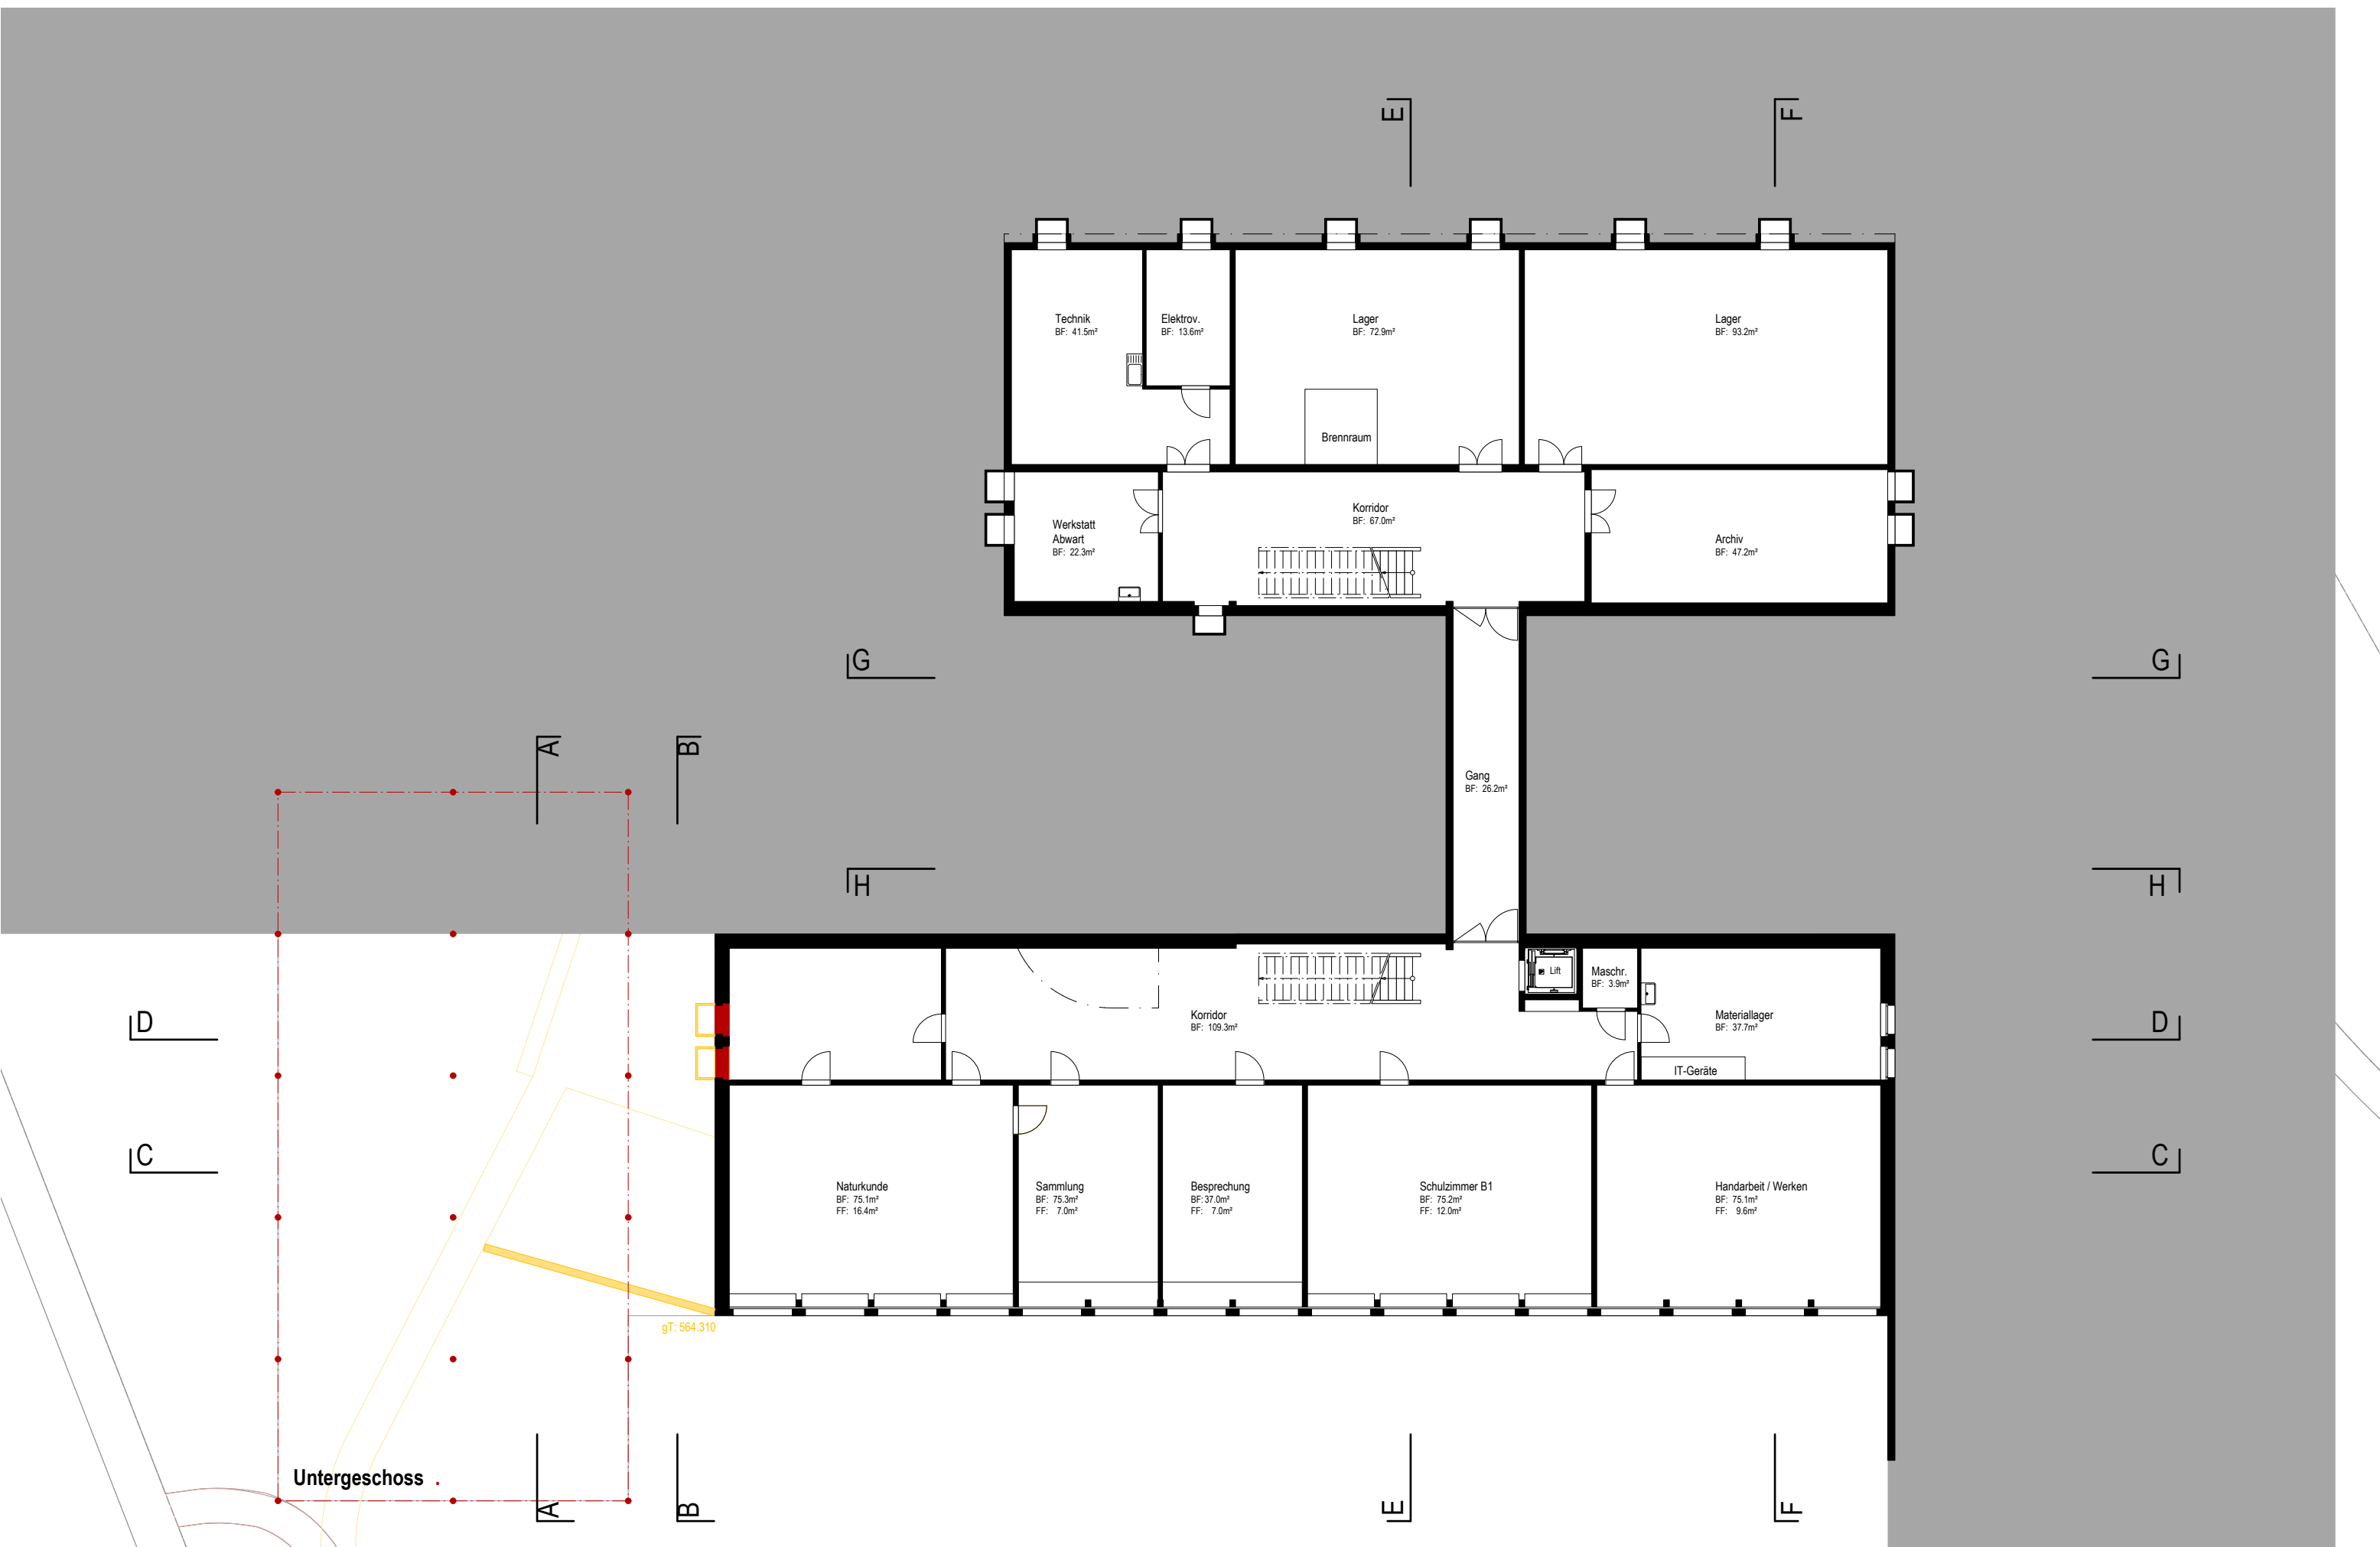 E
F
Technik
BF: 41.5m²
Elektrov.
BF: 13.6m²
Lager
BF: 72.9m²
Lager
BF: 93.2m²
Brennraum
Werkstatt
Abwart
BF: 22.3m²
Korridor
BF: 67.0m²
Archiv
BF: 47.2m²
G
G
A
B
Gang
BF: 26.2m²
H
H
Lift
Maschr.
BF: 3.9m²
D
Korridor
BF: 109.3m²
Materiallager
BF: 37.7m²
D
IT-Geräte
C
C
Naturkunde
BF: 75.1m²
FF: 16.4m²
Sammlung
BF: 75.3m²
FF: 7.0m²
Besprechung
BF: 37.0m²
FF: 7.0m²
Schulzimmer B1
BF: 75.2m²
FF: 12.0m²
Handarbeit / Werken
BF: 75.1m²
FF: 9.6m²
gT: 564.310
Untergeschoss .
A
B
E
F